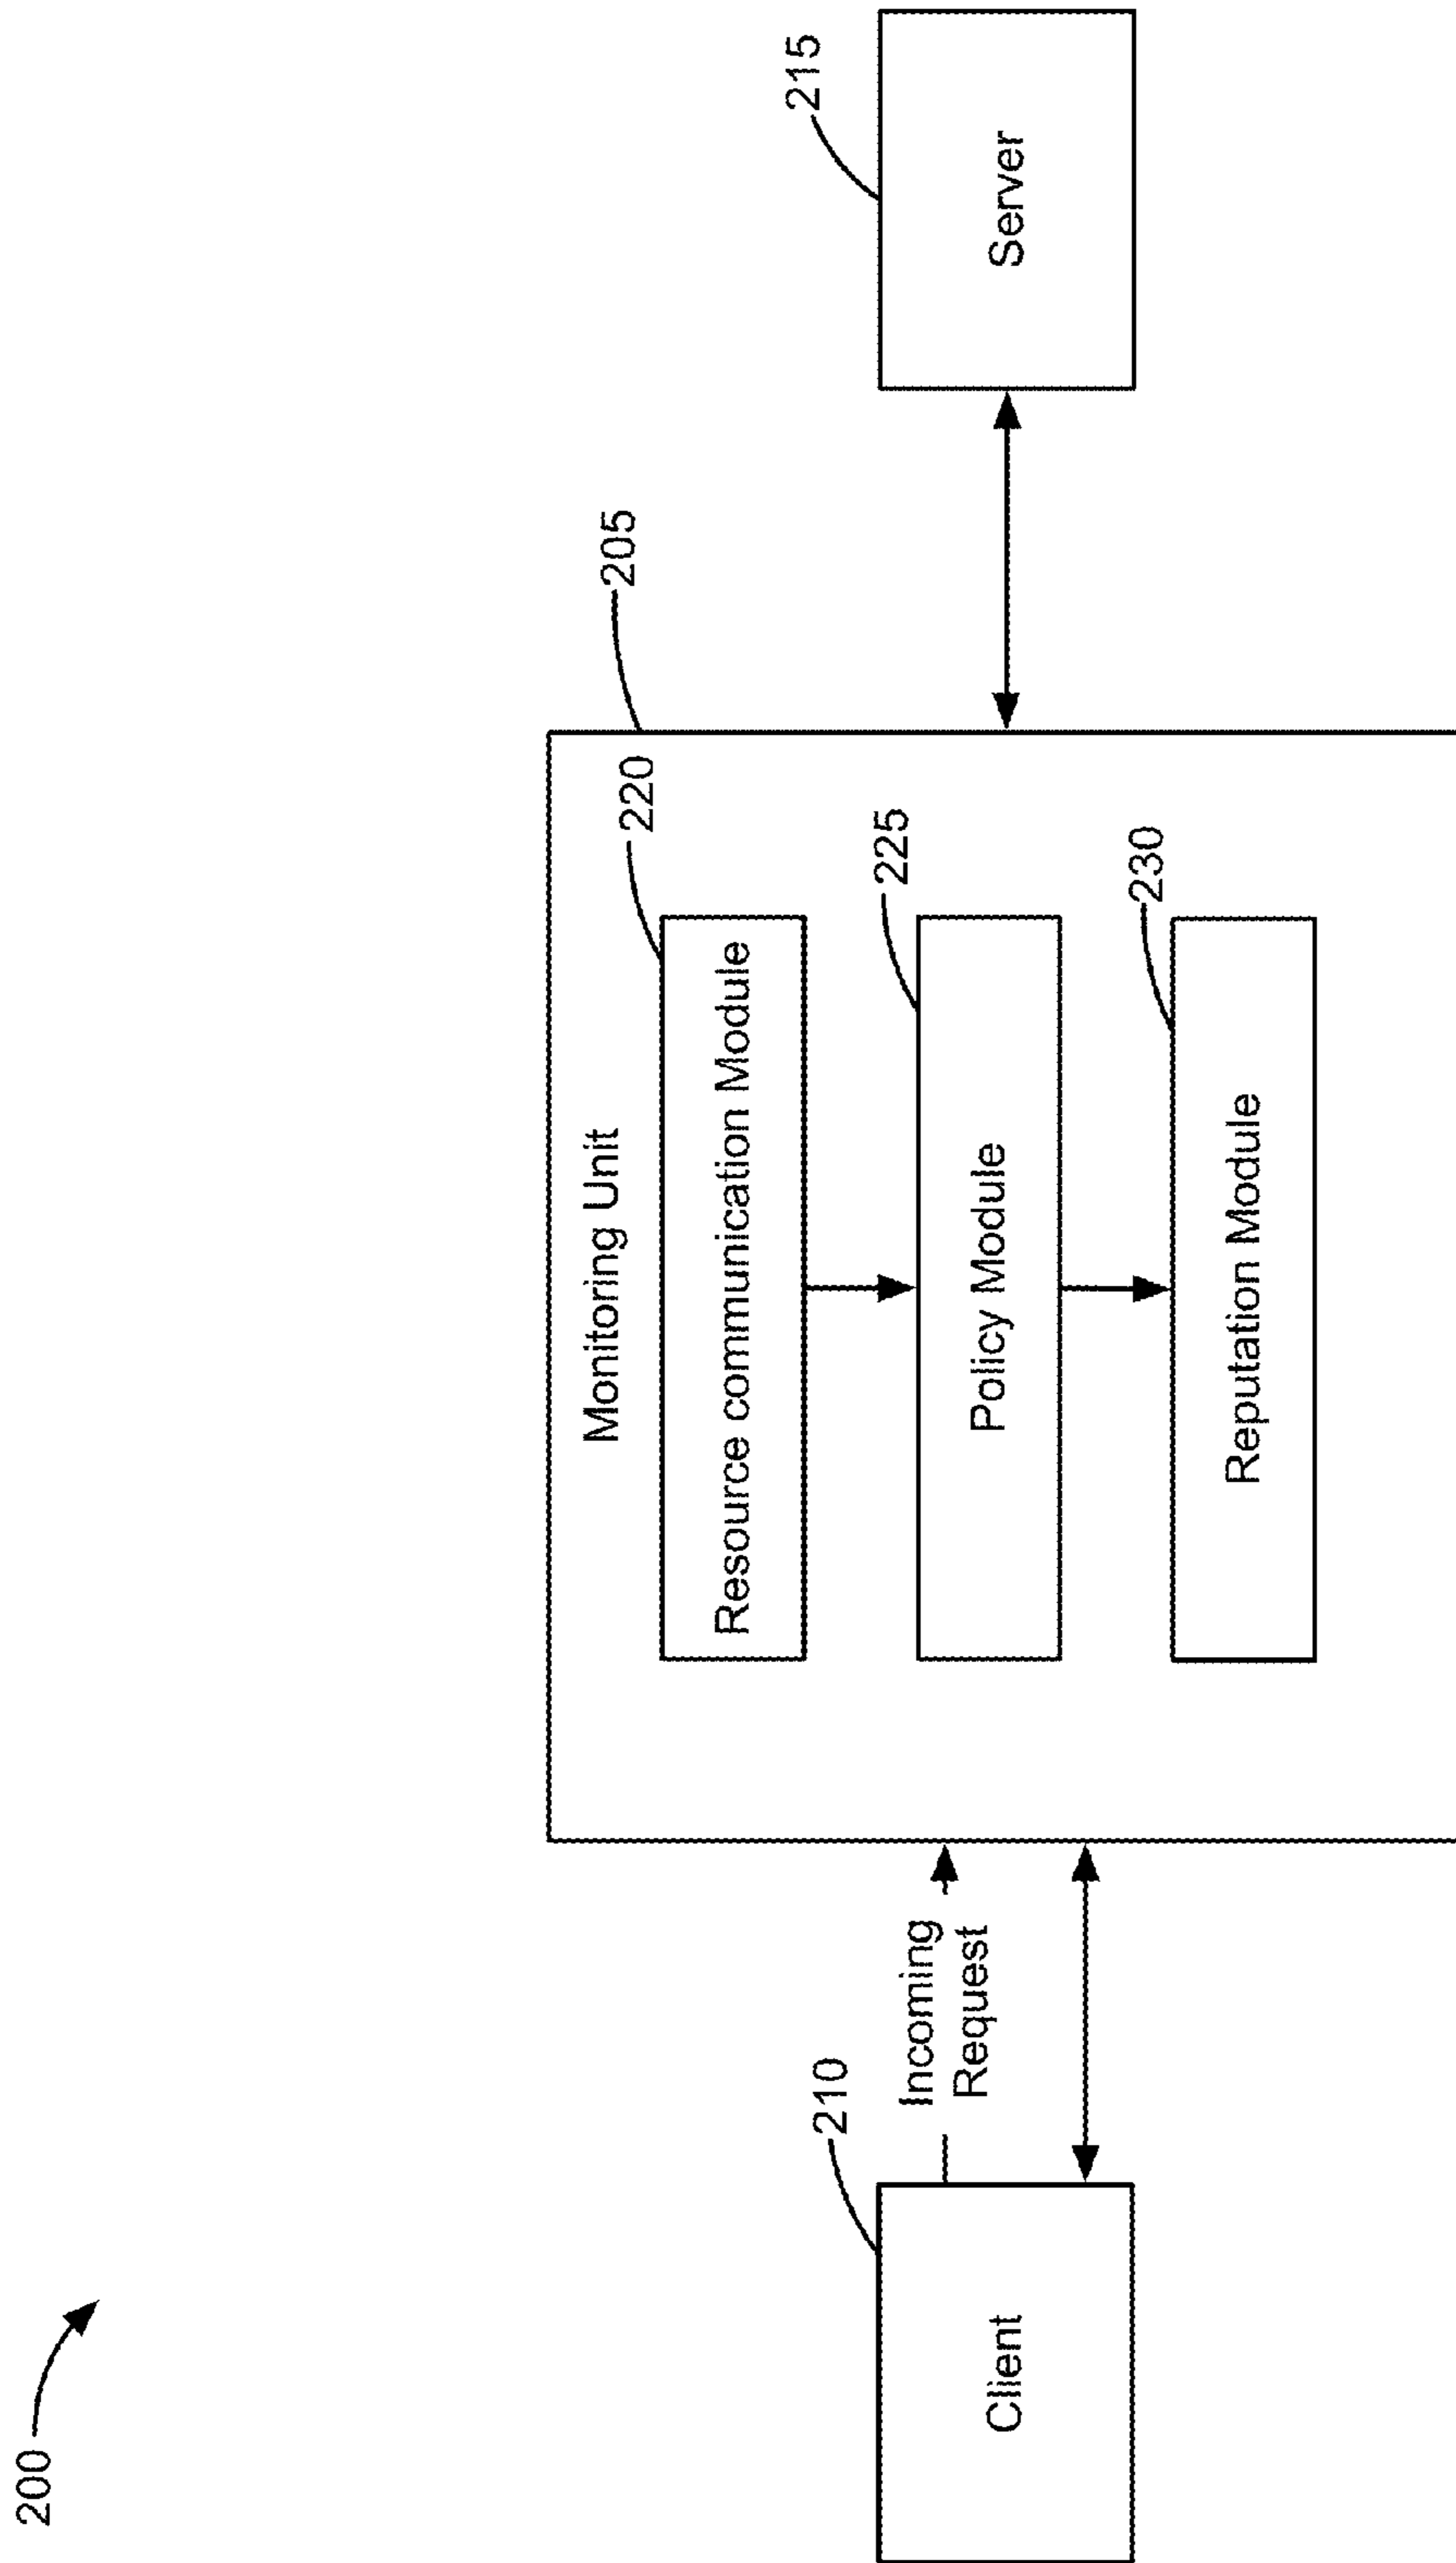 200
205
Monitoring Unit
220
Resource communication Module
210
Client
Incoming
Request
225
Policy Module
215
Server
230
Reputation Module